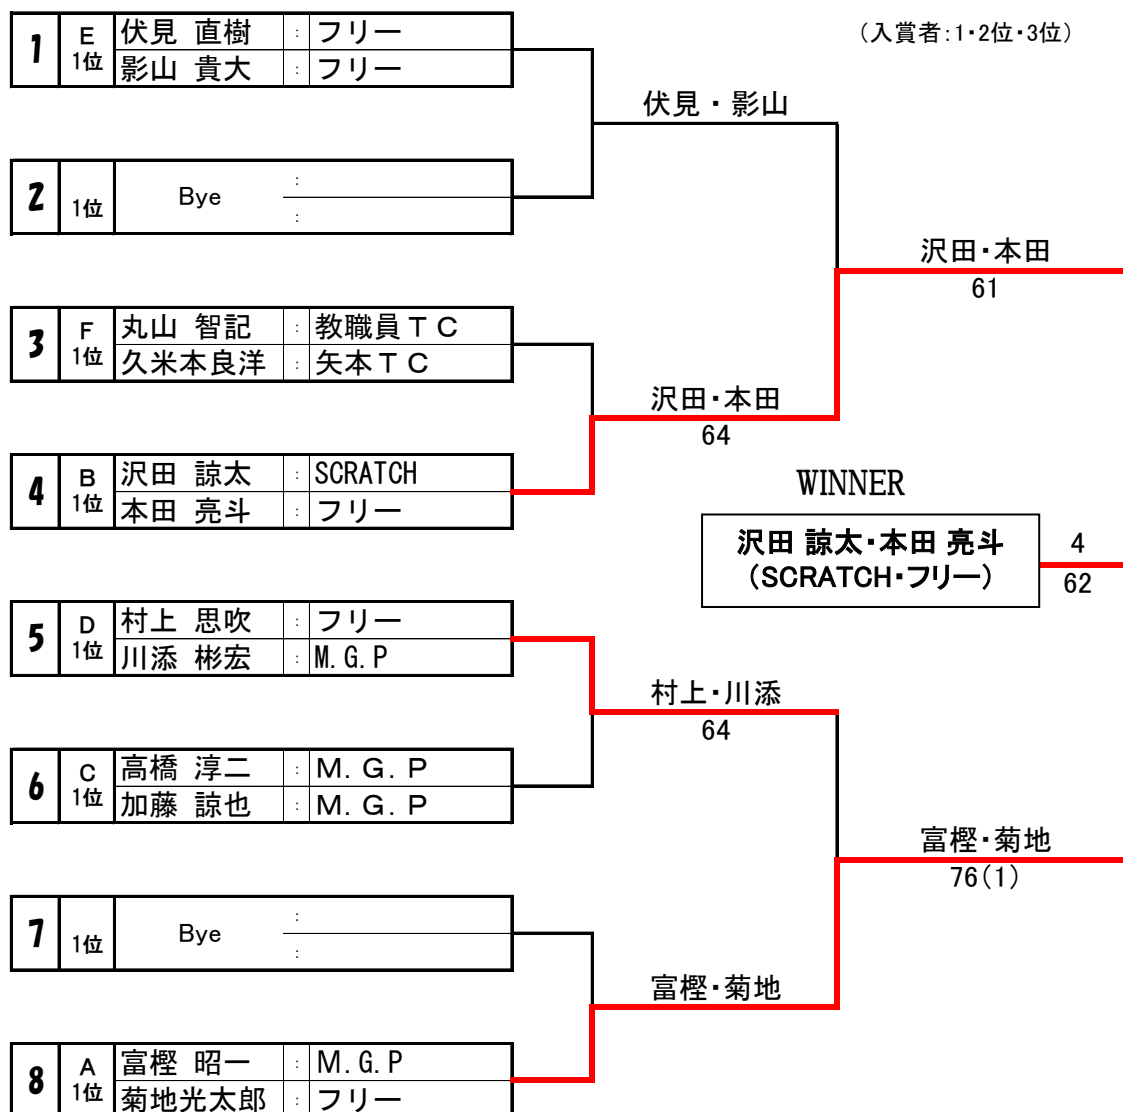 1 E 1位 伏見 直樹 : フリー
影山 貴大 : フリー
（入賞者：1・2位・3位）
伏見・影山
2 1位 Bye :
:
沢田・本田
61
3 F 1位 丸山 智記 : 教職員ＴＣ
久米本良洋 : 矢本ＴＣ
沢田・本田
64
4 B 1位 沢田 諒太 : SCRATCH
本田 亮斗 : フリー
WINNER
沢田 諒太・本田 亮斗
（SCRATCH・フリー）
4
62
5 D 1位 村上 思吹 : フリー
川添 彬宏 : M.G.P
村上・川添
64
6 C 1位 高橋 淳二 : Ｍ．Ｇ．Ｐ
加藤 諒也 : Ｍ．Ｇ．Ｐ
富樫・菊地
76(1)
7 1位 Bye :
:
富樫・菊地
8 A 1位 富樫 昭一 : M.G.P
菊地光太郎 : フリー